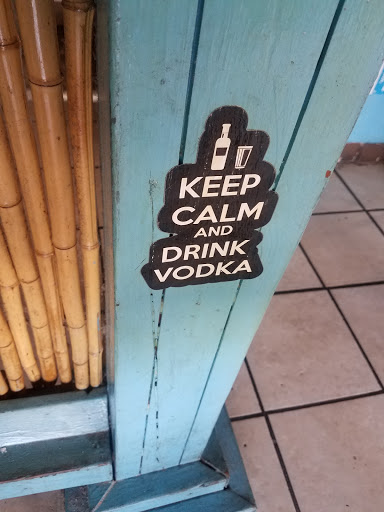 KEEP
CALM
AND
DRINK
VODKA